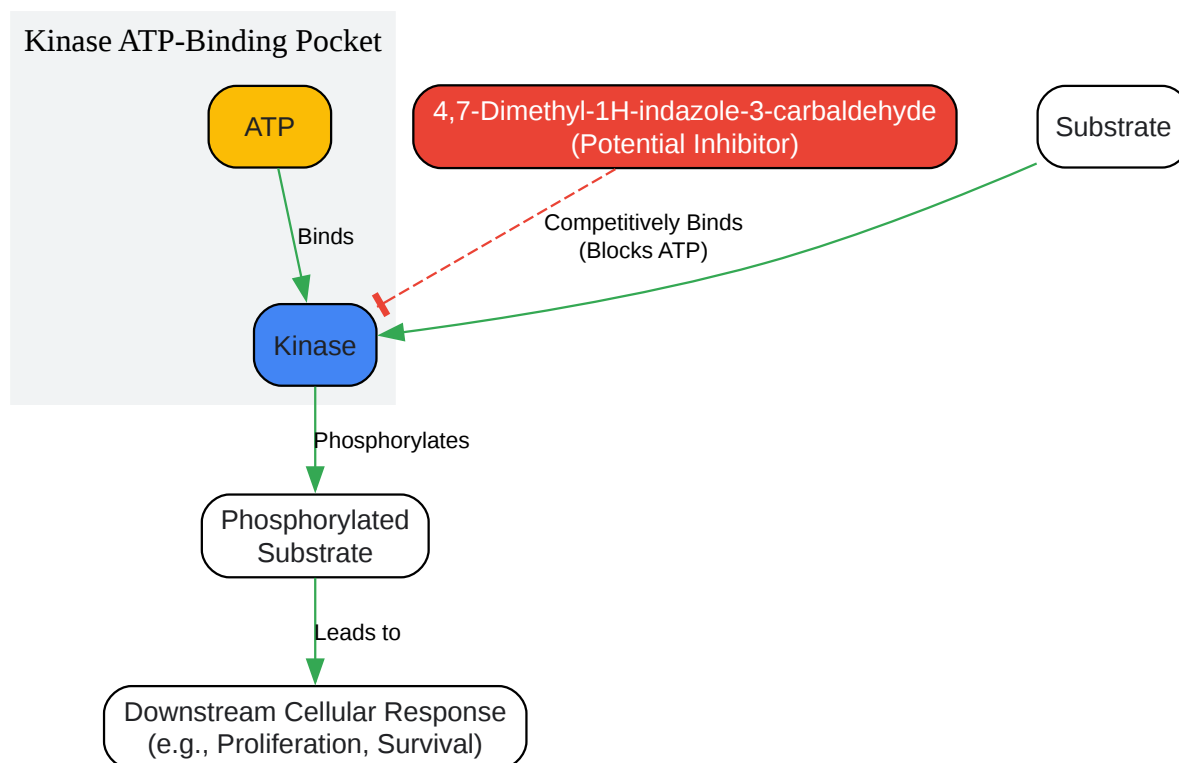 Kinase ATP-Binding Pocket
ATP
4,7-Dimethyl-1H-indazole-3-carbaldehyde
(Potential Inhibitor)
Substrate
Binds
Competitively Binds
(Blocks ATP)
Kinase
Phosphorylates
Phosphorylated
Substrate
Leads to
Downstream Cellular Response
(e.g., Proliferation, Survival)